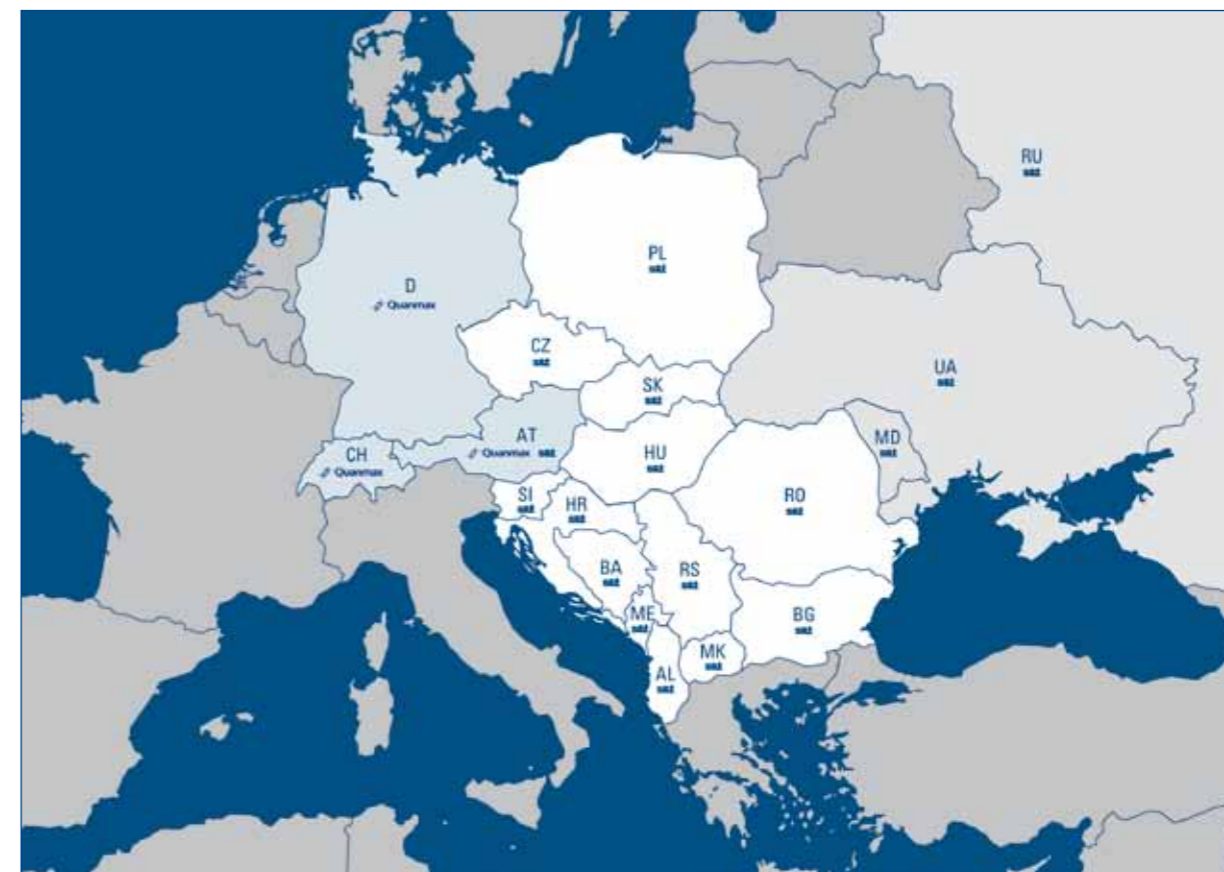 RU
s&t
PL
s&t
D
Quanmax
CZ
s&t
UA
s&t
SK
s&t
AT
Quanmax s&t
MD
s&t
HU
s&t
CH
Quanmax
SI
s&t
HR
s&t
RO
s&t
BA
s&t
RS
s&t
ME
s&t
BG
s&t
MK
s&t
AL
s&t